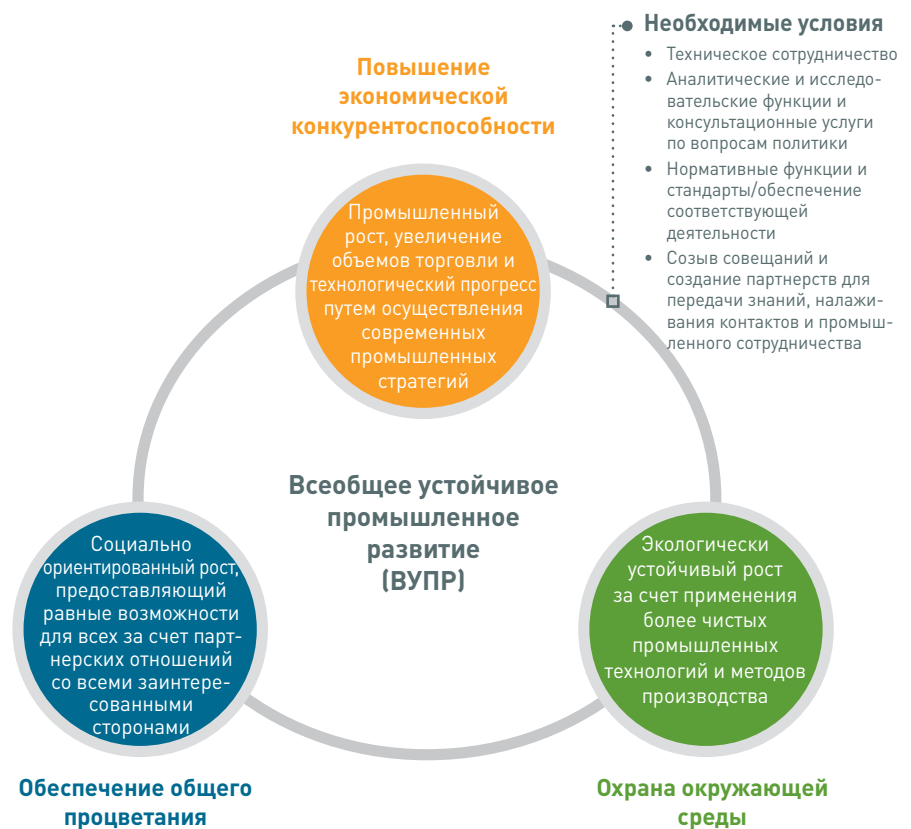 Необходимые условия
• Техническое сотрудничество
• Аналитические и исследо-
вательские функции и
консультационные услуги
по вопросам политики
• Нормативные функции и
стандарты/обеспечение
соответствующей
деятельности
• Созыв совещаний и
создание партнерств для
передачи знаний, налажи-
вания контактов и промыш-
ленного сотрудничества
Повышение
экономической
конкурентоспособности
Промышленный
рост, увеличение
объемов торговли и
технологический прогресс
путем осуществления
современных
промышленных
стратегий
Всеобщее устойчивое
промышленное
развитие
(ВУПР)
Социально
ориентированный рост,
предоставляющий
равные возможности
для всех за счет парт-
нерских отношений
со всеми заинтере-
сованными
сторонами
Обеспечение общего
процветания
Экологически
устойчивый рост
за счет применения
более чистых
промышленных
технологий и методов
производства
Охрана окружающей
среды